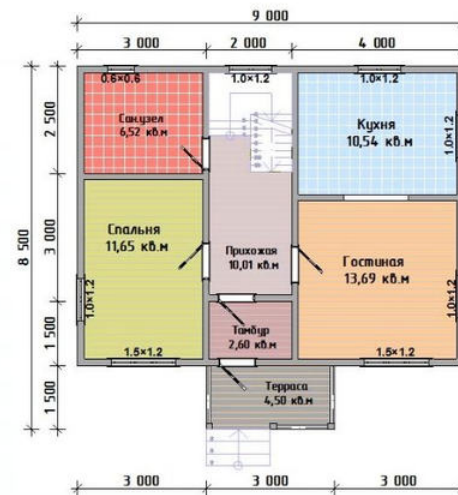 9 000
3 000 2 000 4 000
0.6×0.6 1.0×1.2 1.0×1.2
2 500
Сан.узел
6,52 кв.м
Кухня
10,54 кв.м
1.0×1.2
8 500
3 000
Спальня
11,65 кв.м
Прихожая
10,01 кв.м
Гостиная
13,69 кв.м
1.0×1.2
1.0×1.2
1 500
Тамбур
2,60 кв.м
1.5×1.2 1.5×1.2
1 500
Терраса
4,50 кв.м
3 000 3 000 3 000